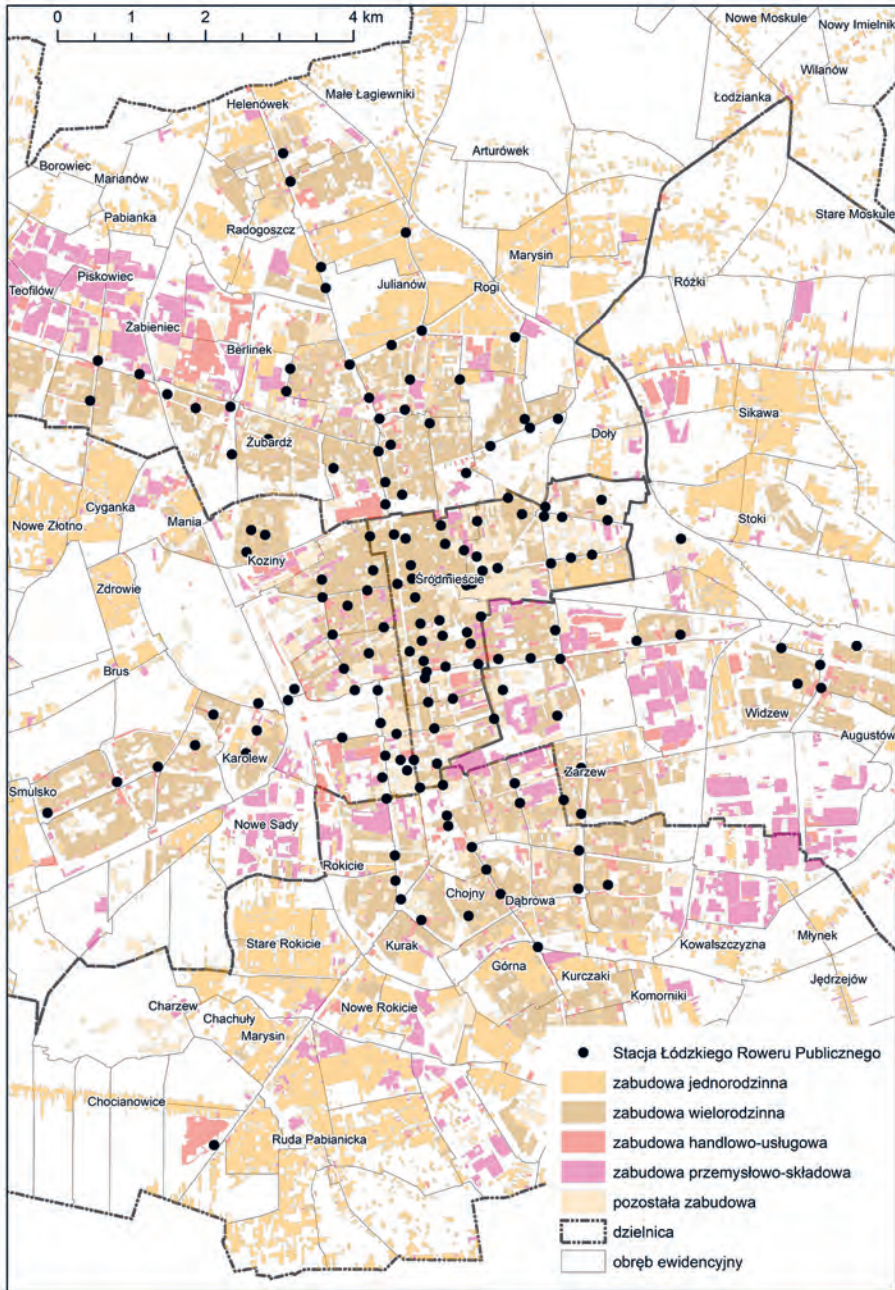 0 1 2 4 km
Nowe Moskule
Nowy Imielnik
Wilanów
Łodzianka
Helenówek
Małe Łagiewniki
Arturówek
Borowiec
Marianów
Pabianka
Radogoszcz
Marysin
Stare Moskule
Piskowiec
Teofilów
Julianów
Rogi
Różki
Żabieniec
Berlinek
Sikawa
Żubardź
Doły
Cyganka
Nowe Złotno
Mania
Stoki
Koziny
Zdrowie
Śródmieście
Brus
Widzew
Augustów
Karolew
Smulsko
Zarzew
Nowe Sady
Rokicie
Chojny
Dąbrowa
Stare Rokicie
Kurak
Kowalszczyzna
Młynek
Górna
Kurczaki
Jędrzejów
Komorniki
Charzew
Chachuły
Nowe Rokicie
Marysin
Chocianowice
Ruda Pabianicka
Stacja Łódzkiego Roweru Publicznego
zabudowa jednorodzinna
zabudowa wielorodzinna
zabudowa handlowo-usługowa
zabudowa przemysłowo-składowa
pozostała zabudowa
dzielnica
obręb ewidencyjny